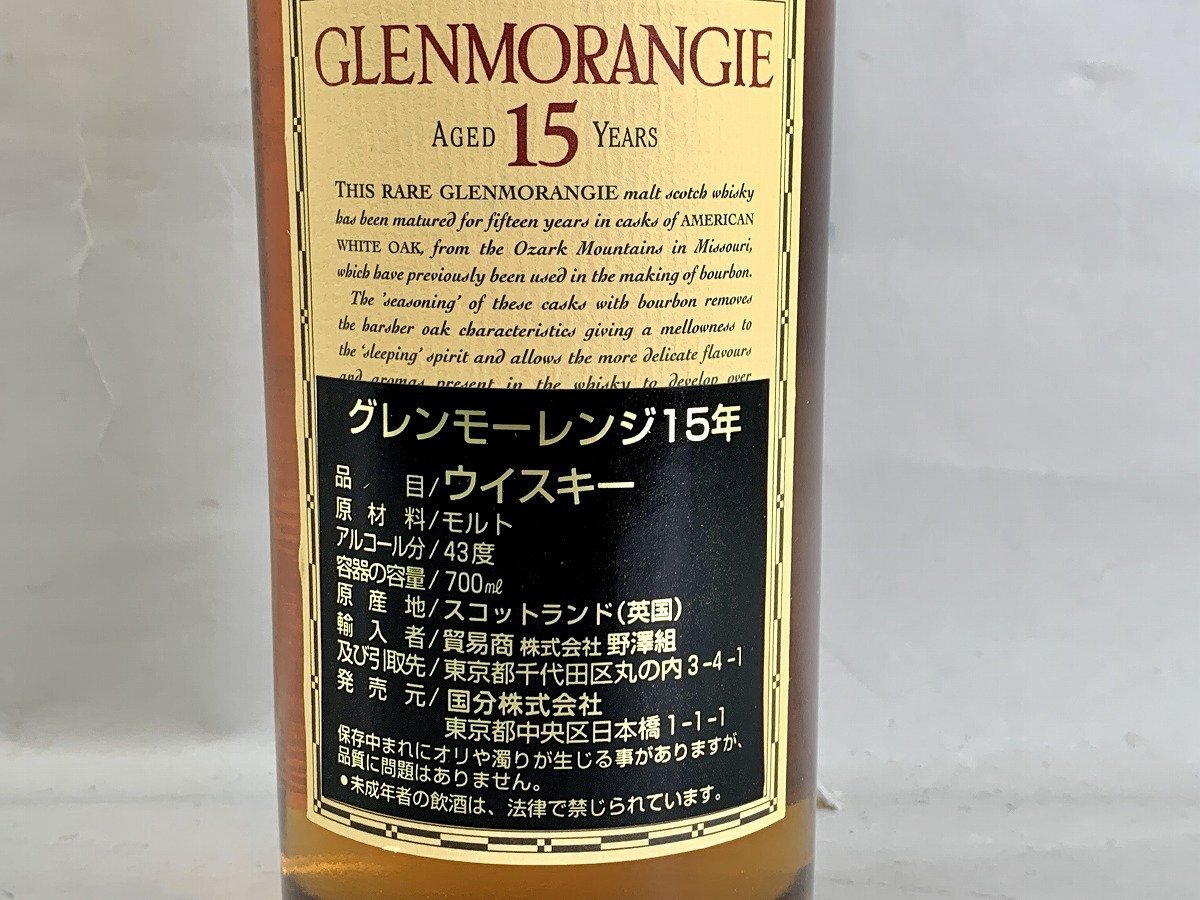 GLENMORANGIE
AGED 15 YEARS
THIS RARE GLENMORANGIE malt scotch whisky
has been matured for fifteen years in casks of AMERICAN
WHITE OAK, from the Ozark Mountains in Missouri,
which have previously been used in the making of bourbon.
The 'seasoning' of these casks with bourbon removes
the harsher oak characteristics giving a mellowness to
the 'sleeping' spirit and allows the more delicate flavours
and aromas present in the whisky to develop over
グレンモーレンジ15年
品目/ウイスキー
原材料/モルト
アルコール分/43度
容器の容量/700㎖
原産地/スコットランド(英国)
輸入者/貿易商 株式会社 野澤組
及び引取先/東京都千代田区丸の内3-4-1
発売元/国分株式会社
東京都中央区日本橋1-1-1
保存中まれにオリや濁りが生じる事がありますが、
品質に問題はありません。
•未成年者の飲酒は、法律で禁じられています。